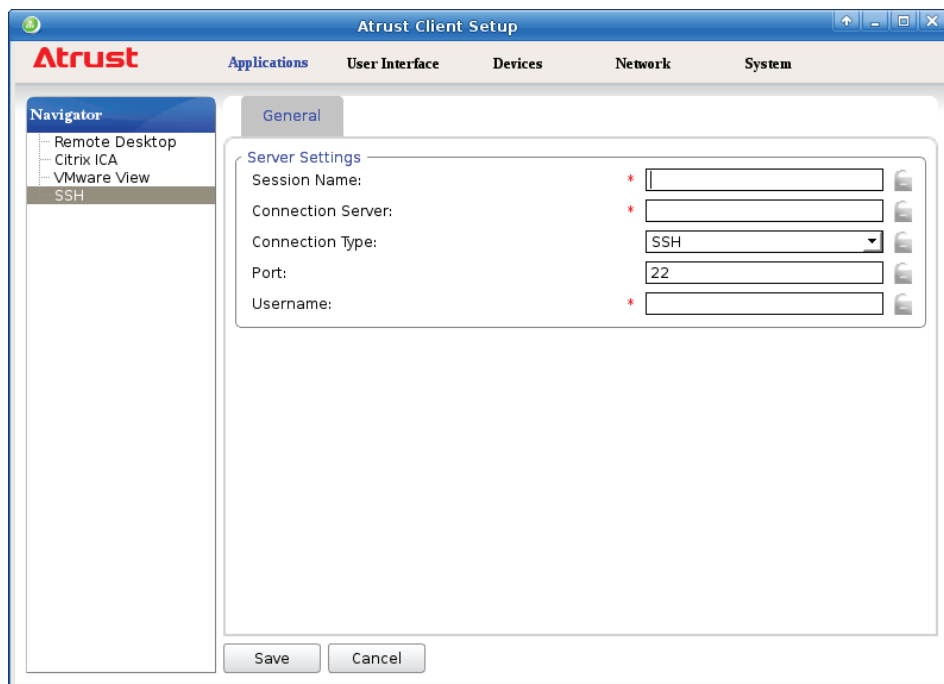 Atrust Client Setup
Atrust
Applications User Interface Devices Network System
Navigator
Remote Desktop
Citrix ICA
VMware View
SSH
General
Server Settings
Session Name: *
Connection Server: *
Connection Type: SSH
Port: 22
Username: *
Save Cancel